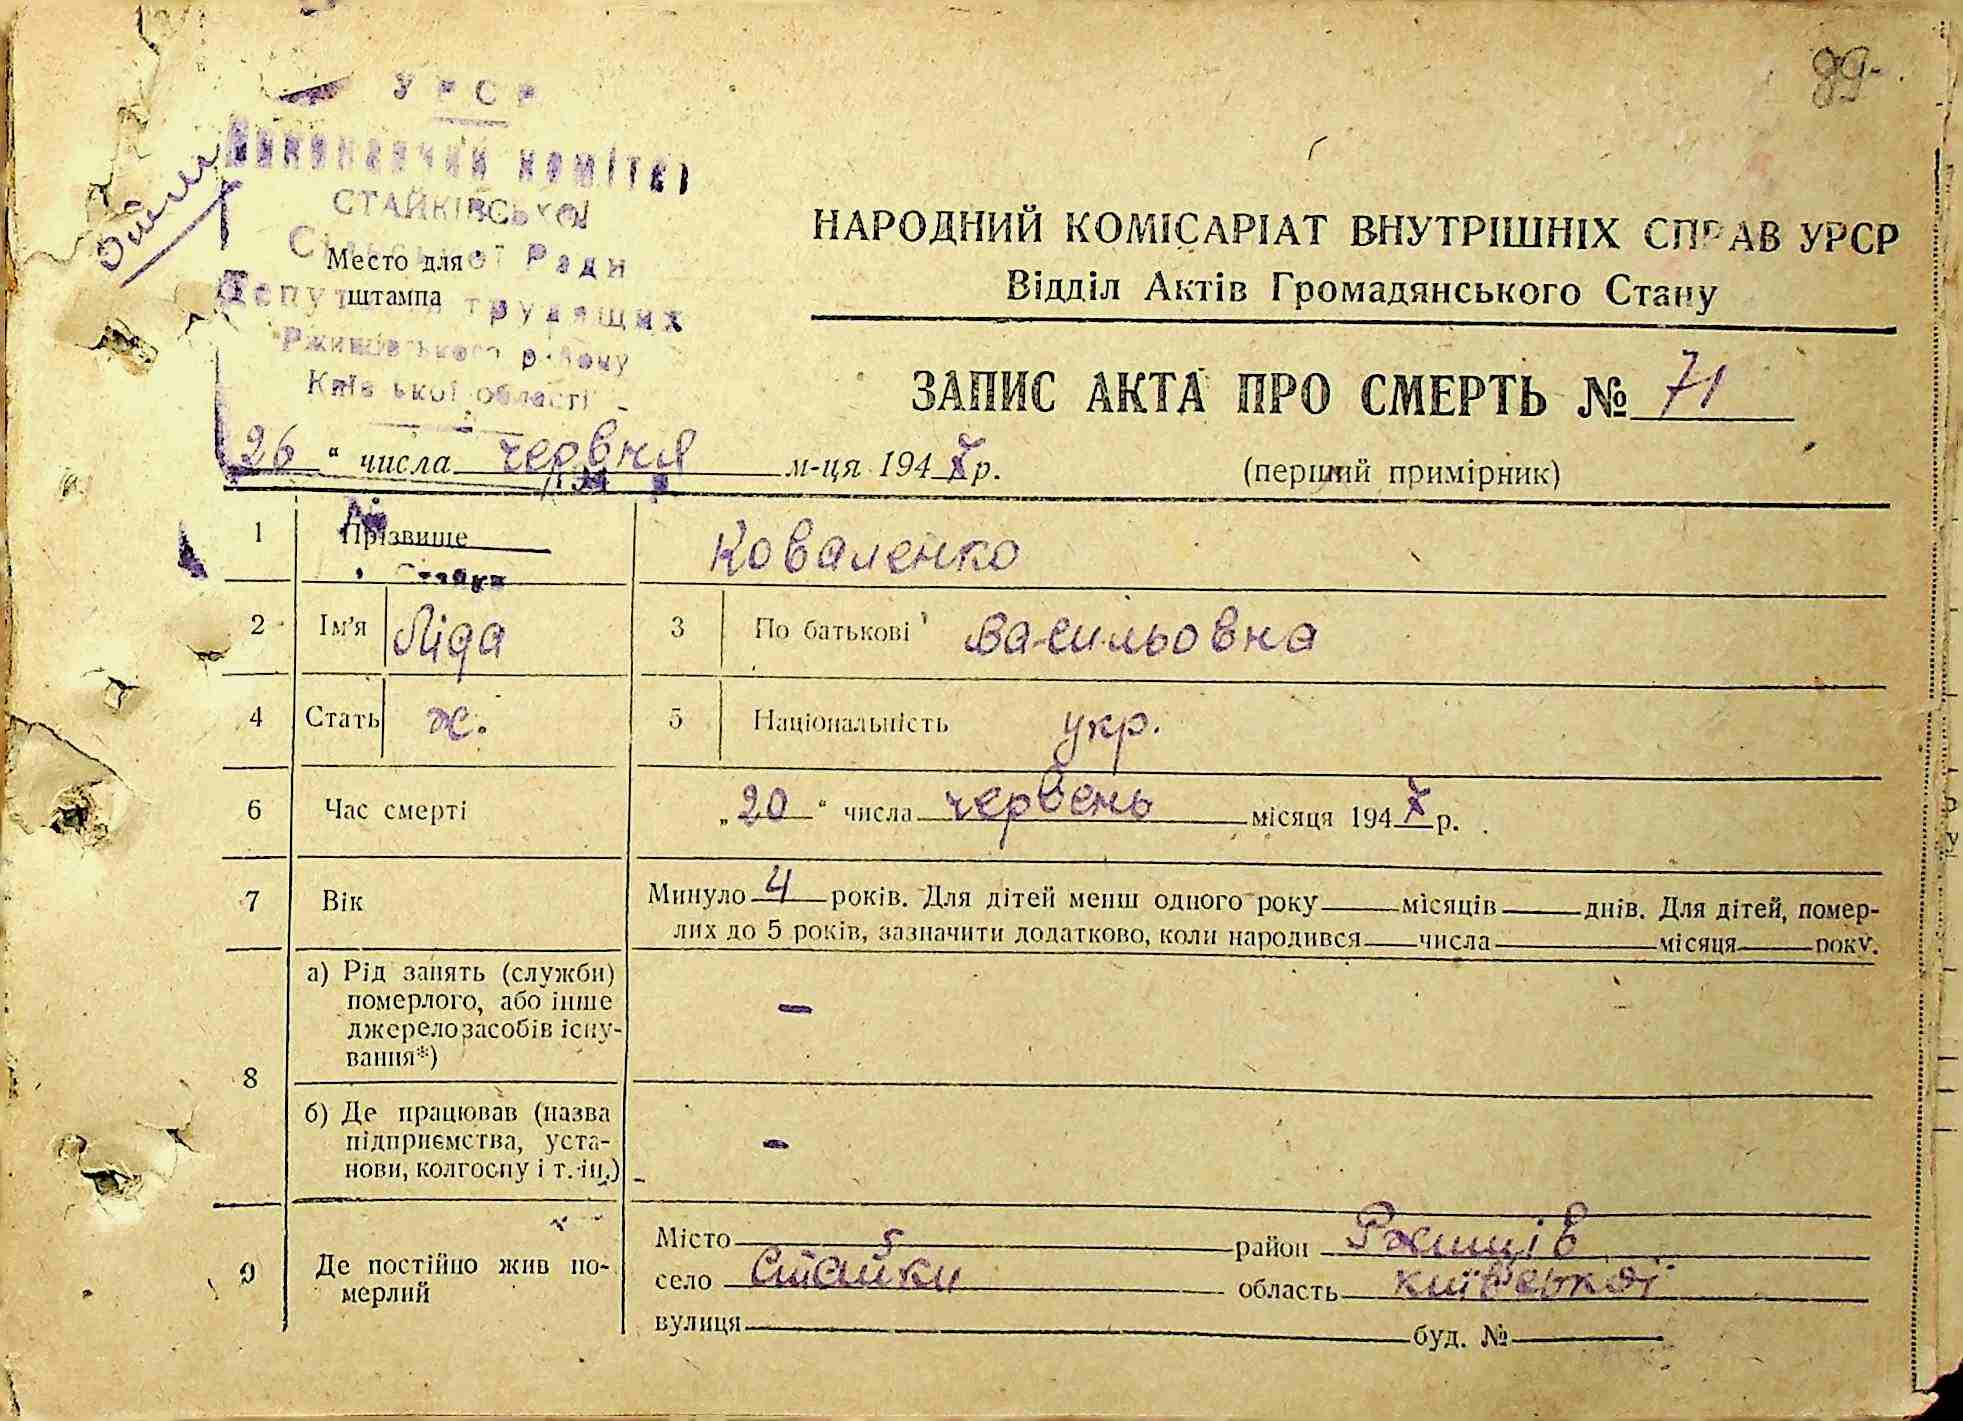 99.
УРСР
Виконавчий комітет
СТАЙКІВСЬКОЇ
Сільської Ради
Место для
штампа
Депутатів трудящих
Ржищівського району
Київської області
НАРОДНИЙ КОМІСАРІАТ ВНУТРІШНІХ СПРАВ УРСР
Відділ Актів Громадянського Стану
ЗАПИС АКТА ПРО СМЕРТЬ № 71
26 " числа червня м-ця 1947 р.
(перший примірник)
1 Прізвище Коваленко
Стайки
2 Ім'я Ліда 3 По батькові Васильовна
4 Стать ж. 5 Національність укр.
6 Час смерті „ 20 " числа червень місяця 1947 р.
7 Вік Минуло 4 років. Для дітей менш одного року місяців днів. Для дітей, помер-
лих до 5 років, зазначити додатково, коли народився числа місяця року.
8 а) Рід занять (служби)
померлого, або інше
джерело засобів існу-
вання*) –
б) Де працював (назва
підприємства, уста-
нови, колгоспу і т. ін.) –
9 Де постійно жив по-
мерлий
Місто район Ржищів
село Стайки область київській
вулиця буд. №